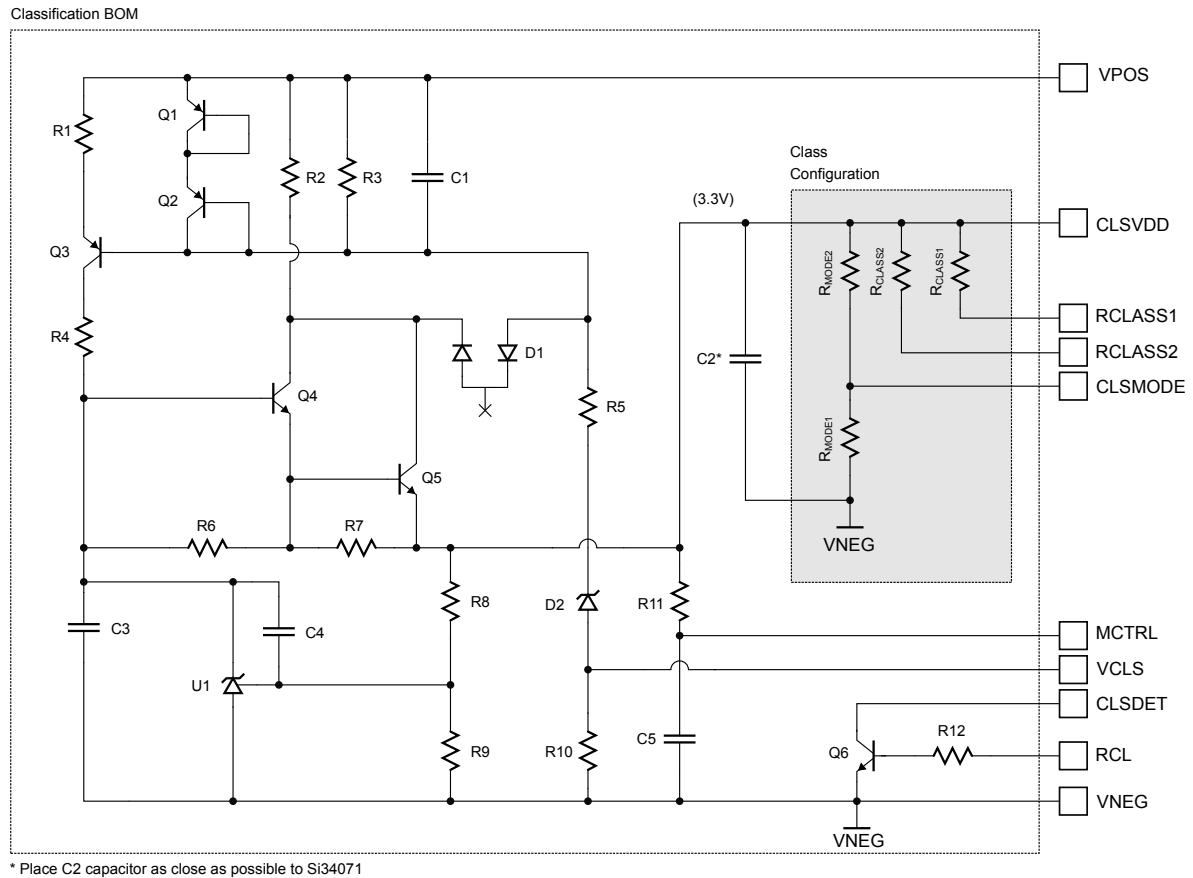 Classification BOM
VPOS
Q1
R1
R2
R3
C1
Class
Configuration
Q2
(3.3V)
CLSVDD
Q3
RMODE2
RCLASS2
RCLASS1
RCLASS1
R4
D1
C2*
RCLASS2
CLSMODE
Q4
R5
RMODE1
Q5
R6
R7
VNEG
R8
D2
R11
C3
C4
MCTRL
VCLS
U1
CLSDET
R9
R10
C5
Q6
R12
RCL
VNEG
VNEG
* Place C2 capacitor as close as possible to Si34071